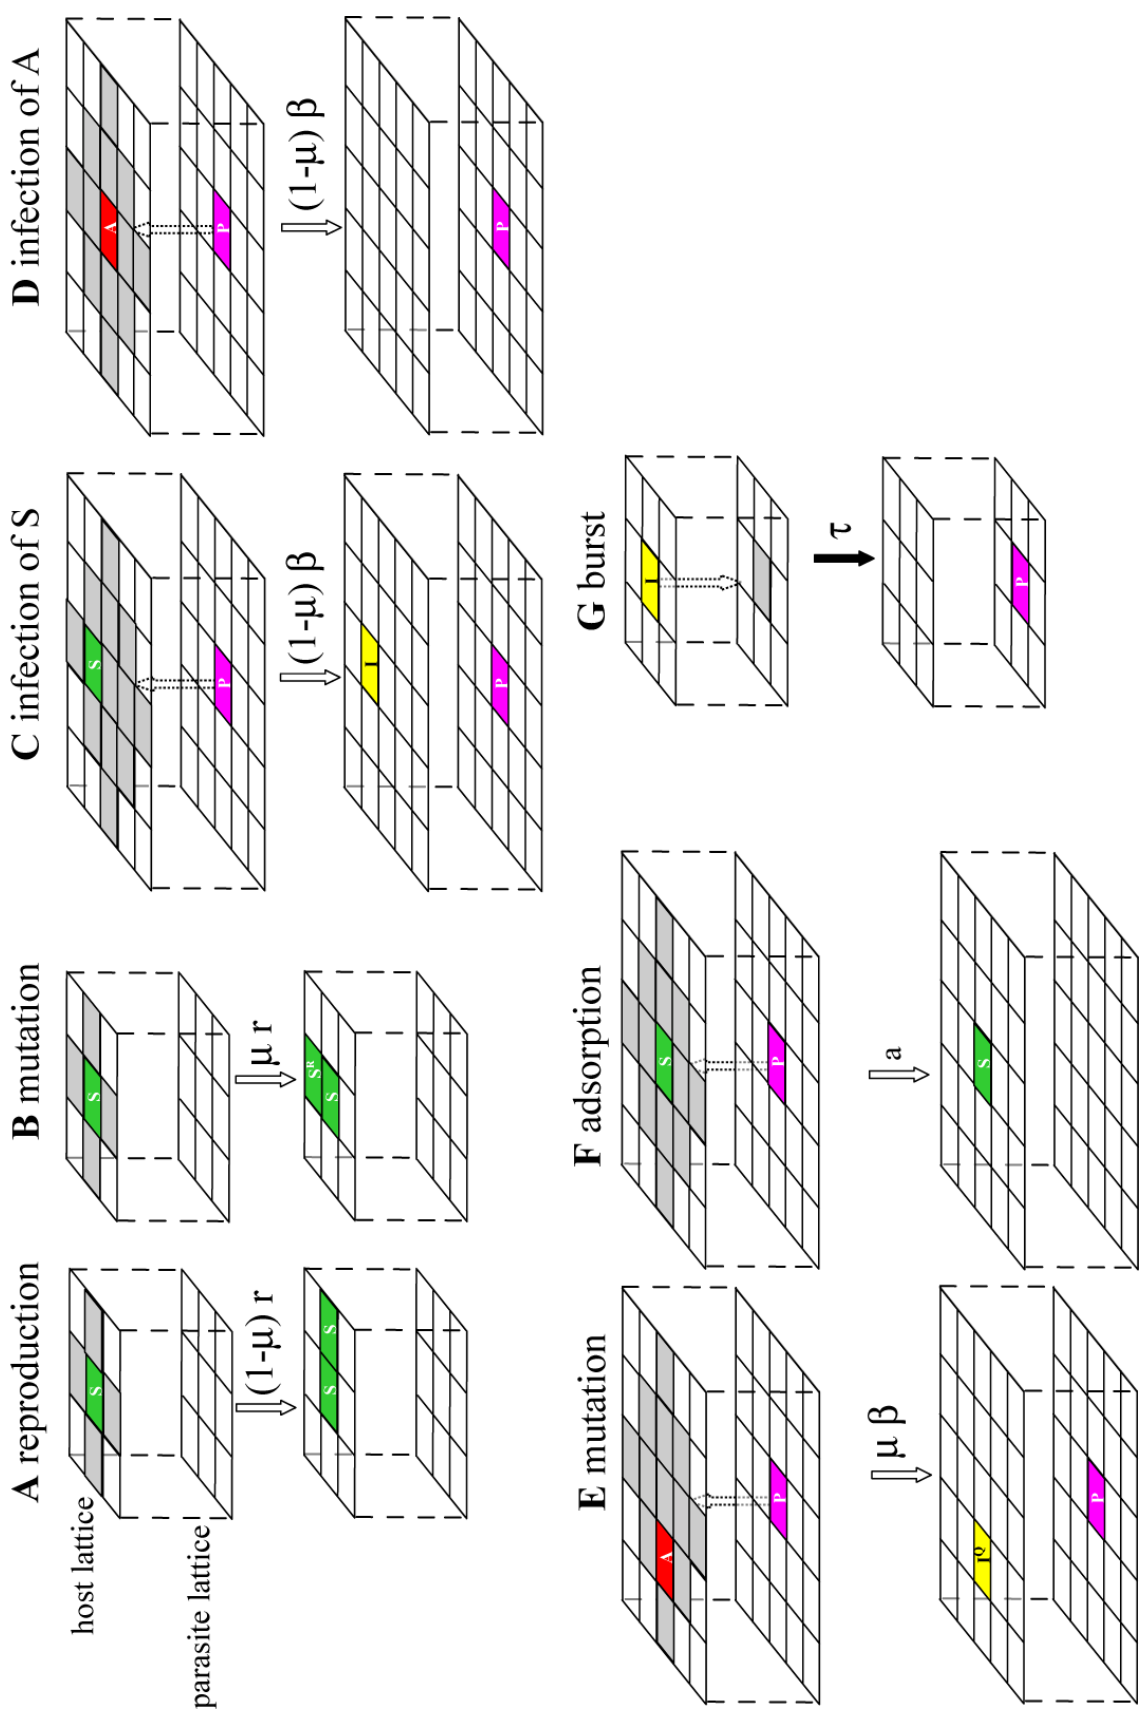 A reproduction
host lattice
parasite lattice
S
(1-μ) r
S S
B mutation
S
μ r
S^R
S
C infection of S
S
P
(1-μ) β
I
P
D infection of A
A
P
(1-μ) β
P
E mutation
A
P
μ β
I^Q
P
F adsorption
S
P
a
S
G burst
I
τ
P